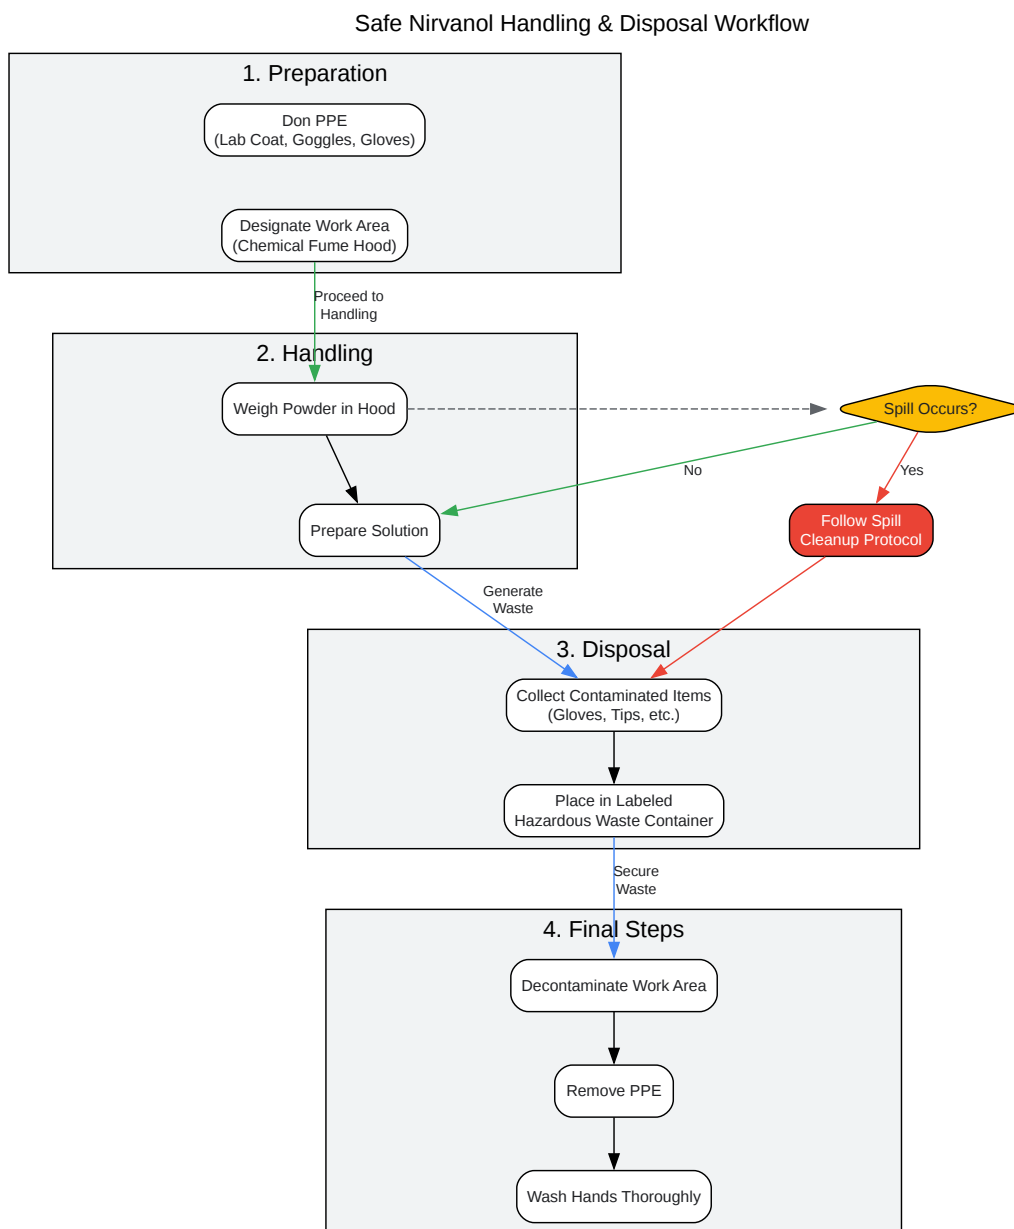 Safe Nirvanol Handling & Disposal Workflow
1. Preparation
Don PPE
(Lab Coat, Goggles, Gloves)
Designate Work Area
(Chemical Fume Hood)
Proceed to
Handling
2. Handling
Weigh Powder in Hood
Spill Occurs?
No
Yes
Prepare Solution
Follow Spill
Cleanup Protocol
Generate
Waste
3. Disposal
Collect Contaminated Items
(Gloves, Tips, etc.)
Place in Labeled
Hazardous Waste Container
Secure
Waste
4. Final Steps
Decontaminate Work Area
Remove PPE
Wash Hands Thoroughly